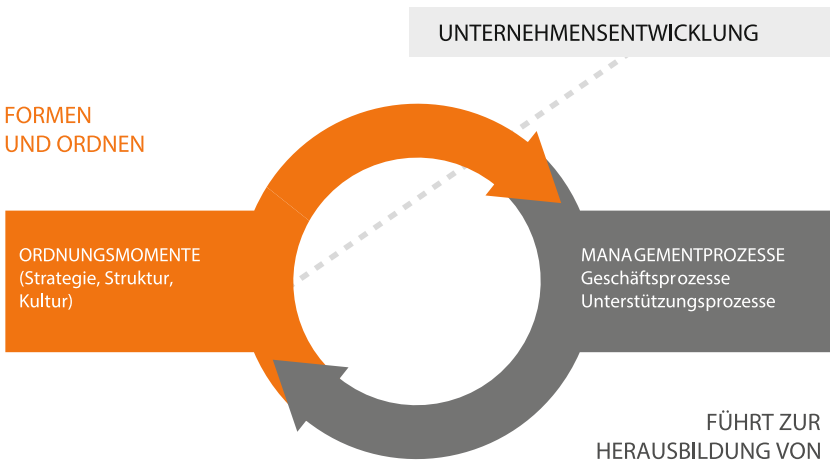 UNTERNEHMENSENTWICKLUNG
FORMEN
UND ORDNEN
ORDNUNGSMOMENTE
(Strategie, Struktur,
Kultur)
MANAGEMENTPROZESSE
Geschäftsprozesse
Unterstützungsprozesse
FÜHRT ZUR
HERAUSBILDUNG VON